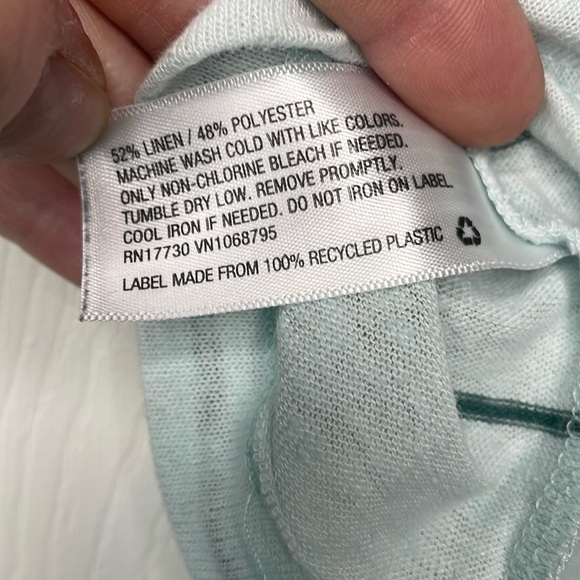 52% LINEN / 48% POLYESTER
MACHINE WASH COLD WITH LIKE COLORS.
ONLY NON-CHLORINE BLEACH IF NEEDED.
TUMBLE DRY LOW. REMOVE PROMPTLY.
COOL IRON IF NEEDED. DO NOT IRON ON LABEL
RN17730 VN1068795
LABEL MADE FROM 100% RECYCLED PLASTIC